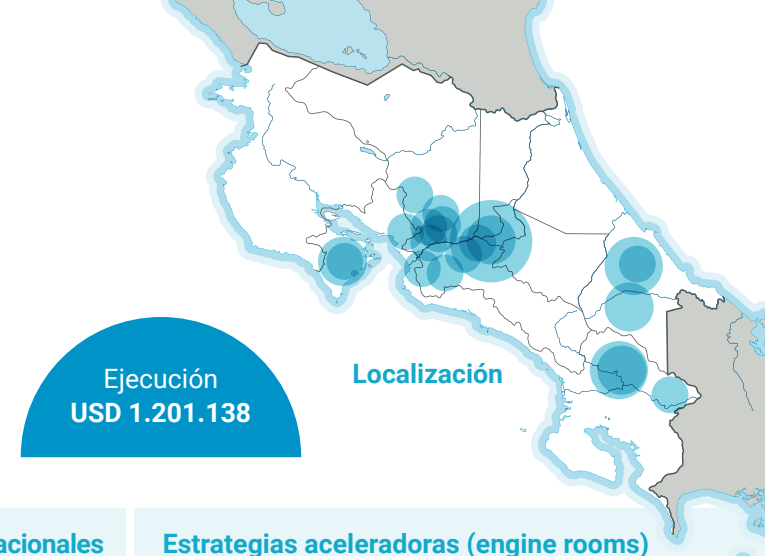 Localización
Ejecución
USD 1.201.138
acionales
Estrategias aceleradoras (engine rooms)